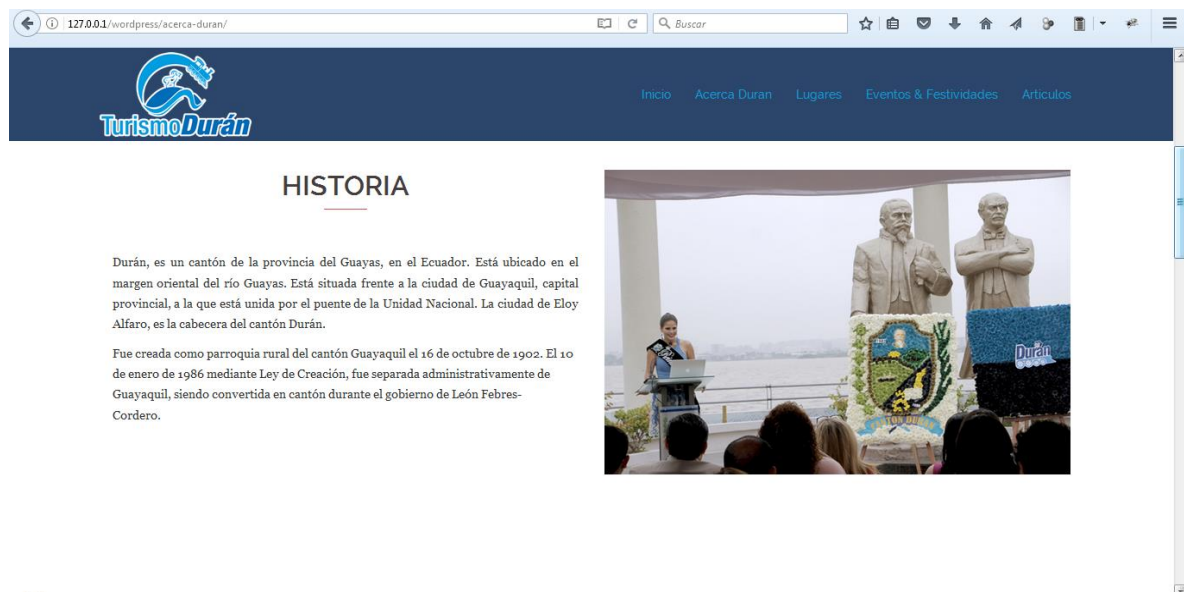 127.0.0.1/wordpress/acerca-duran/
Buscar
TurismoDurán
Inicio Acerca Duran Lugares Eventos & Festividades Articulos
HISTORIA
Durán, es un cantón de la provincia del Guayas, en el Ecuador. Está ubicado en el
margen oriental del río Guayas. Está situada frente a la ciudad de Guayaquil, capital
provincial, a la que está unida por el puente de la Unidad Nacional. La ciudad de Eloy
Alfaro, es la cabecera del cantón Durán.
Fue creada como parroquia rural del cantón Guayaquil el 16 de octubre de 1902. El 10
de enero de 1986 mediante Ley de Creación, fue separada administrativamente de
Guayaquil, siendo convertida en cantón durante el gobierno de León Febres-
Cordero.
Durán
CANTON DURAN